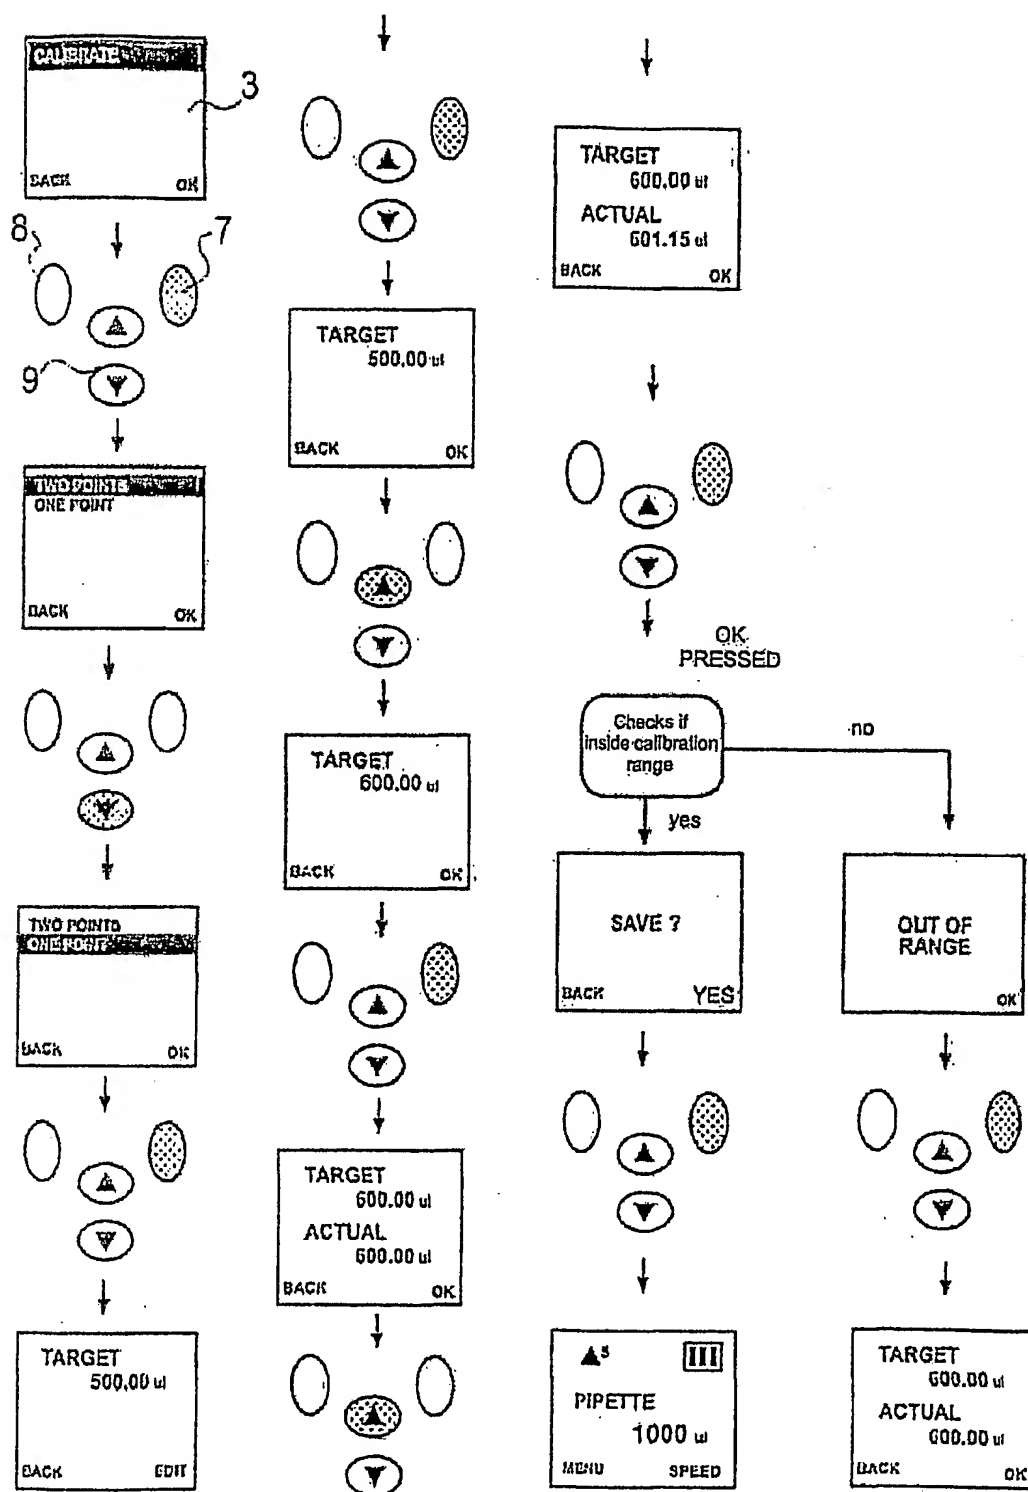 CALIBRATE
3
BACK OK
8
7
9
TWO POINTS
ONE POINT
BACK OK
TWO POINTS
ONE POINT
BACK OK
TARGET
500.00 ul
BACK EDIT
TARGET
500.00 ul
BACK OK
TARGET
600.00 ul
BACK OK
TARGET
600.00 ul
ACTUAL
600.00 ul
BACK OK
TARGET
600.00 ul
ACTUAL
601.15 ul
BACK OK
OK
PRESSED
Checks if
inside calibration
range
no
yes
SAVE ?
BACK YES
OUT OF
RANGE
OK
5
III
PIPETTE
1000 ul
MENU SPEED
TARGET
600.00 ul
ACTUAL
600.00 ul
BACK OK